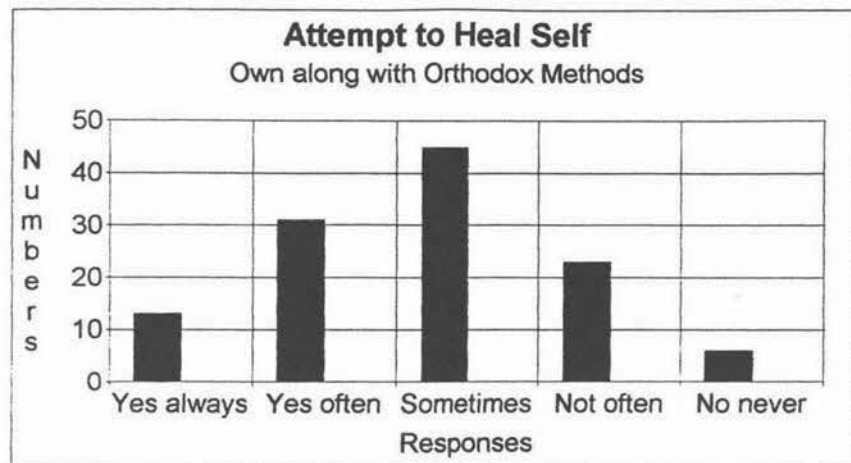 Attempt to Heal Self
Own along with Orthodox Methods
Numbers
50
40
30
20
10
0
Yes always
Yes often
Sometimes
Not often
No never
Responses